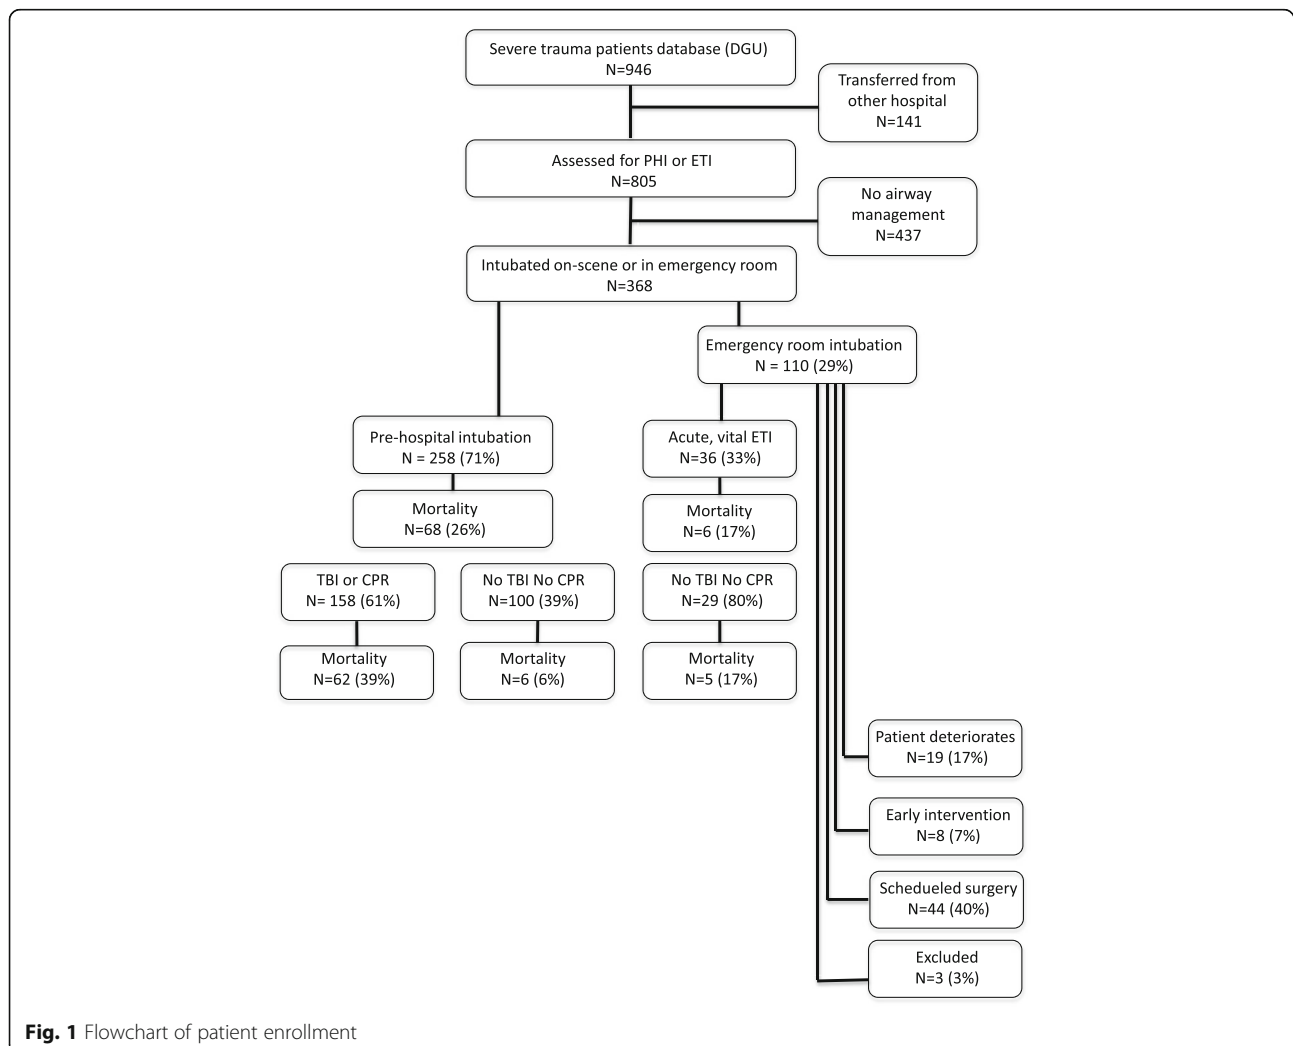 Severe trauma patients database (DGU)
N=946
Transferred from
other hospital
N=141
Assessed for PHI or ETI
N=805
No airway
management
N=437
Intubated on-scene or in emergency room
N=368
Emergency room intubation
N = 110 (29%)
Pre-hospital intubation
N = 258 (71%)
Acute, vital ETI
N=36 (33%)
Mortality
N=68 (26%)
Mortality
N=6 (17%)
TBI or CPR
N= 158 (61%)
No TBI No CPR
N=100 (39%)
No TBI No CPR
N=29 (80%)
Mortality
N=62 (39%)
Mortality
N=6 (6%)
Mortality
N=5 (17%)
Patient deteriorates
N=19 (17%)
Early intervention
N=8 (7%)
Schedueled surgery
N=44 (40%)
Excluded
N=3 (3%)
Fig. 1 Flowchart of patient enrollment